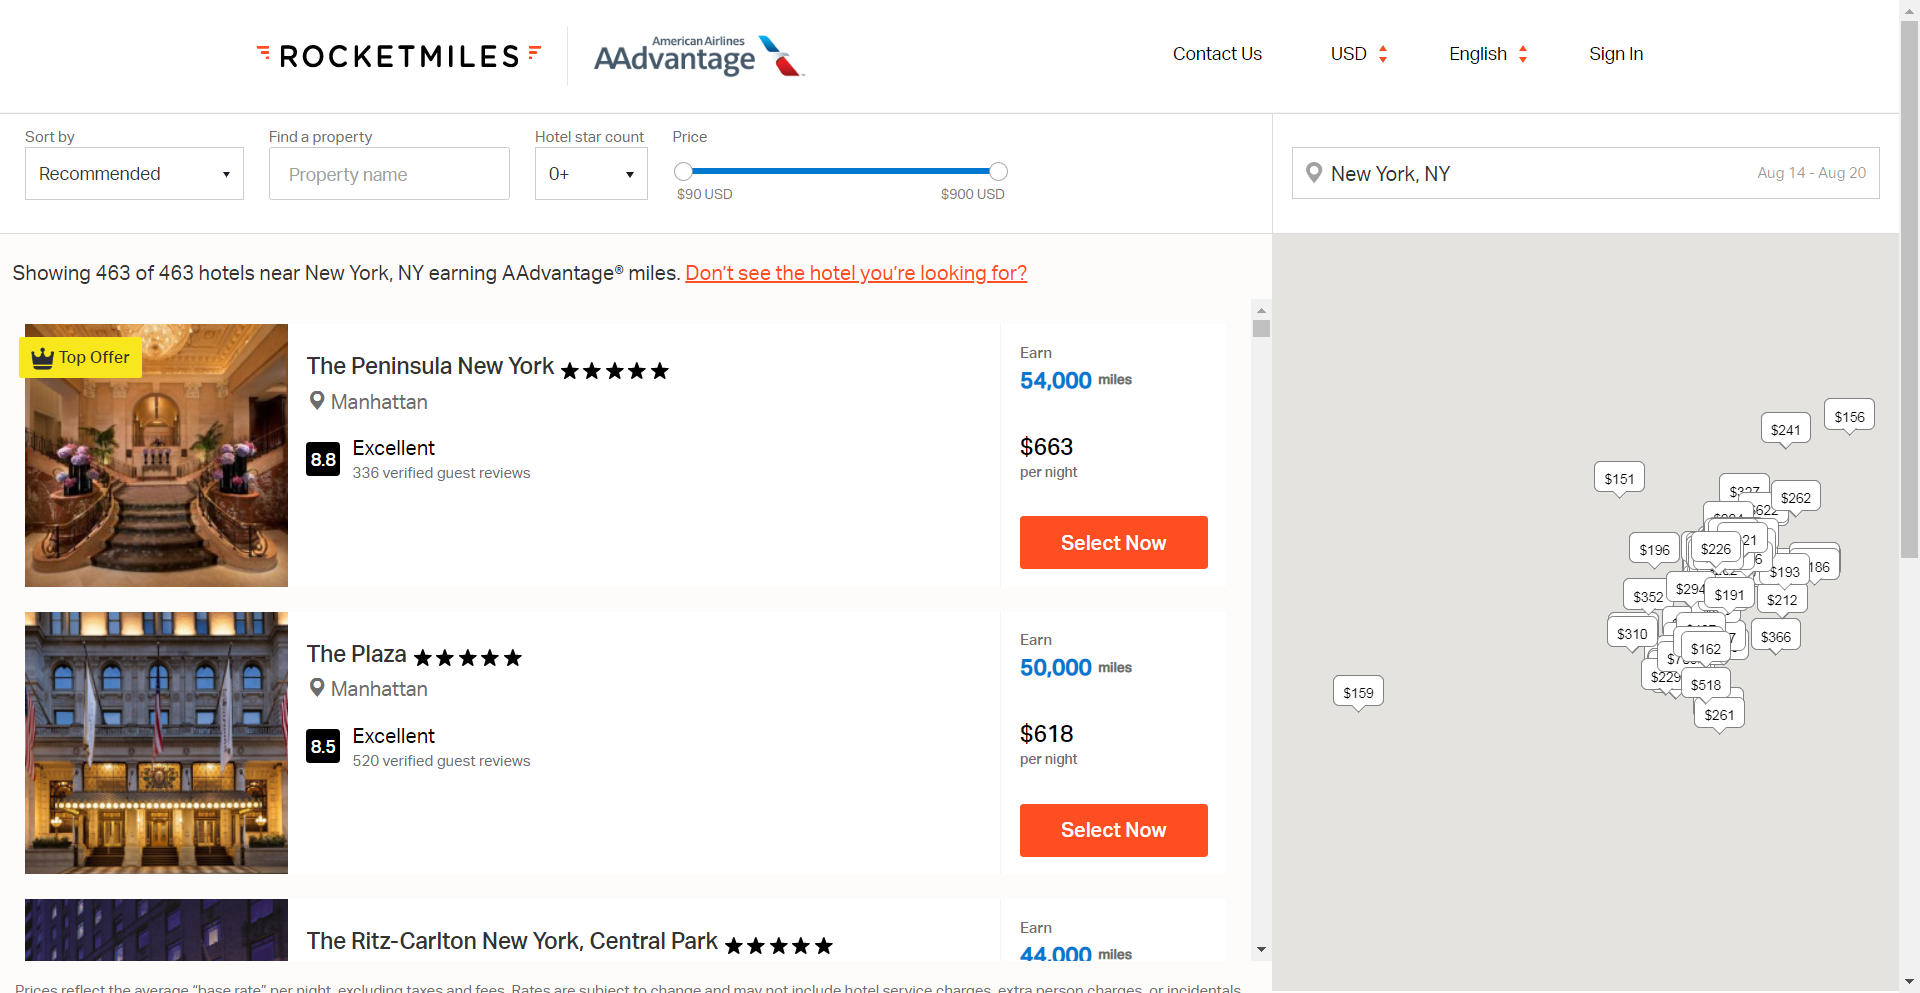 ROCKETMILES
American Airlines
AAdvantage
Contact Us
USD
English
Sign In
Sort by
Recommended
Find a property
Property name
Hotel star count
0+
Price
$90 USD
$900 USD
New York, NY
Aug 14 - Aug 20
Showing 463 of 463 hotels near New York, NY earning AAdvantage® miles. Don't see the hotel you're looking for?
Top Offer
The Peninsula New York
Manhattan
8.8
Excellent
336 verified guest reviews
Earn
54,000 miles
$663
per night
Select Now
The Plaza
Manhattan
8.5
Excellent
520 verified guest reviews
Earn
50,000 miles
$618
per night
Select Now
The Ritz-Carlton New York, Central Park
Earn
44,000 miles
Prices reflect the average "base rate" per night, excluding taxes and fees. Rates are subject to change and may not include hotel service charges, extra person charges, or incidentals
$156
$241
$151
$262
$196
$226
$193
$352
$294
$191
$212
$310
$366
$162
$229
$518
$159
$261